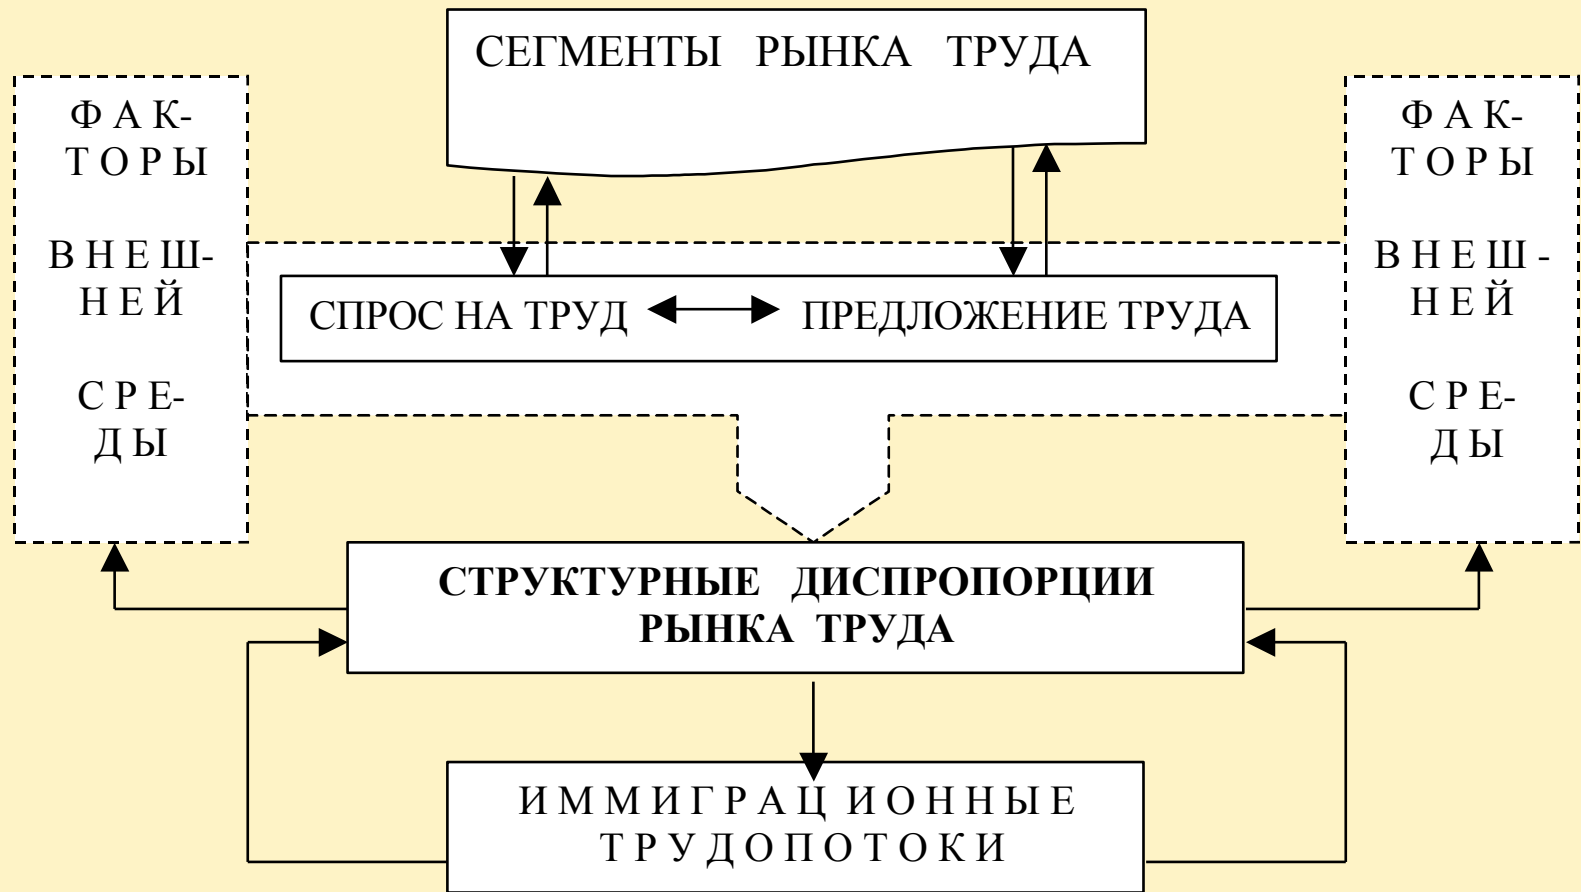 СЕГМЕНТЫ РЫНКА ТРУДА
Ф А К-
Т О Р Ы
В Н Е Ш-
Н Е Й
С Р Е-
Д Ы
Ф А К-
Т О Р Ы
В Н Е Ш -
Н Е Й
С Р Е-
Д Ы
СПРОС НА ТРУД ПРЕДЛОЖЕНИЕ ТРУДА
СТРУКТУРНЫЕ ДИСПРОПОРЦИИ
РЫНКА ТРУДА
И М М И Г Р А Ц И О Н Н Ы Е
Т Р У Д О П О Т О К И